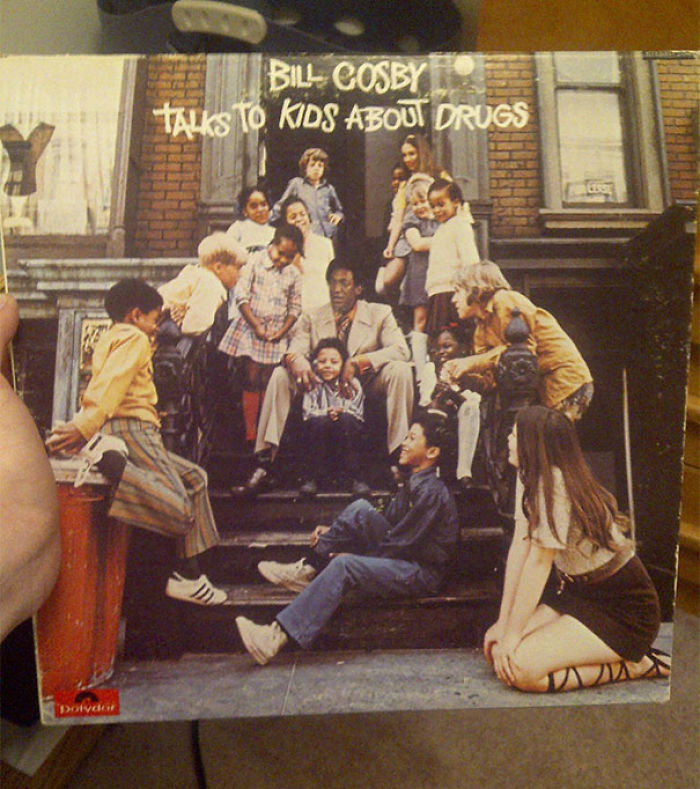 BILL COSBY
TALKS TO KIDS ABOUT DRUGS
polydor